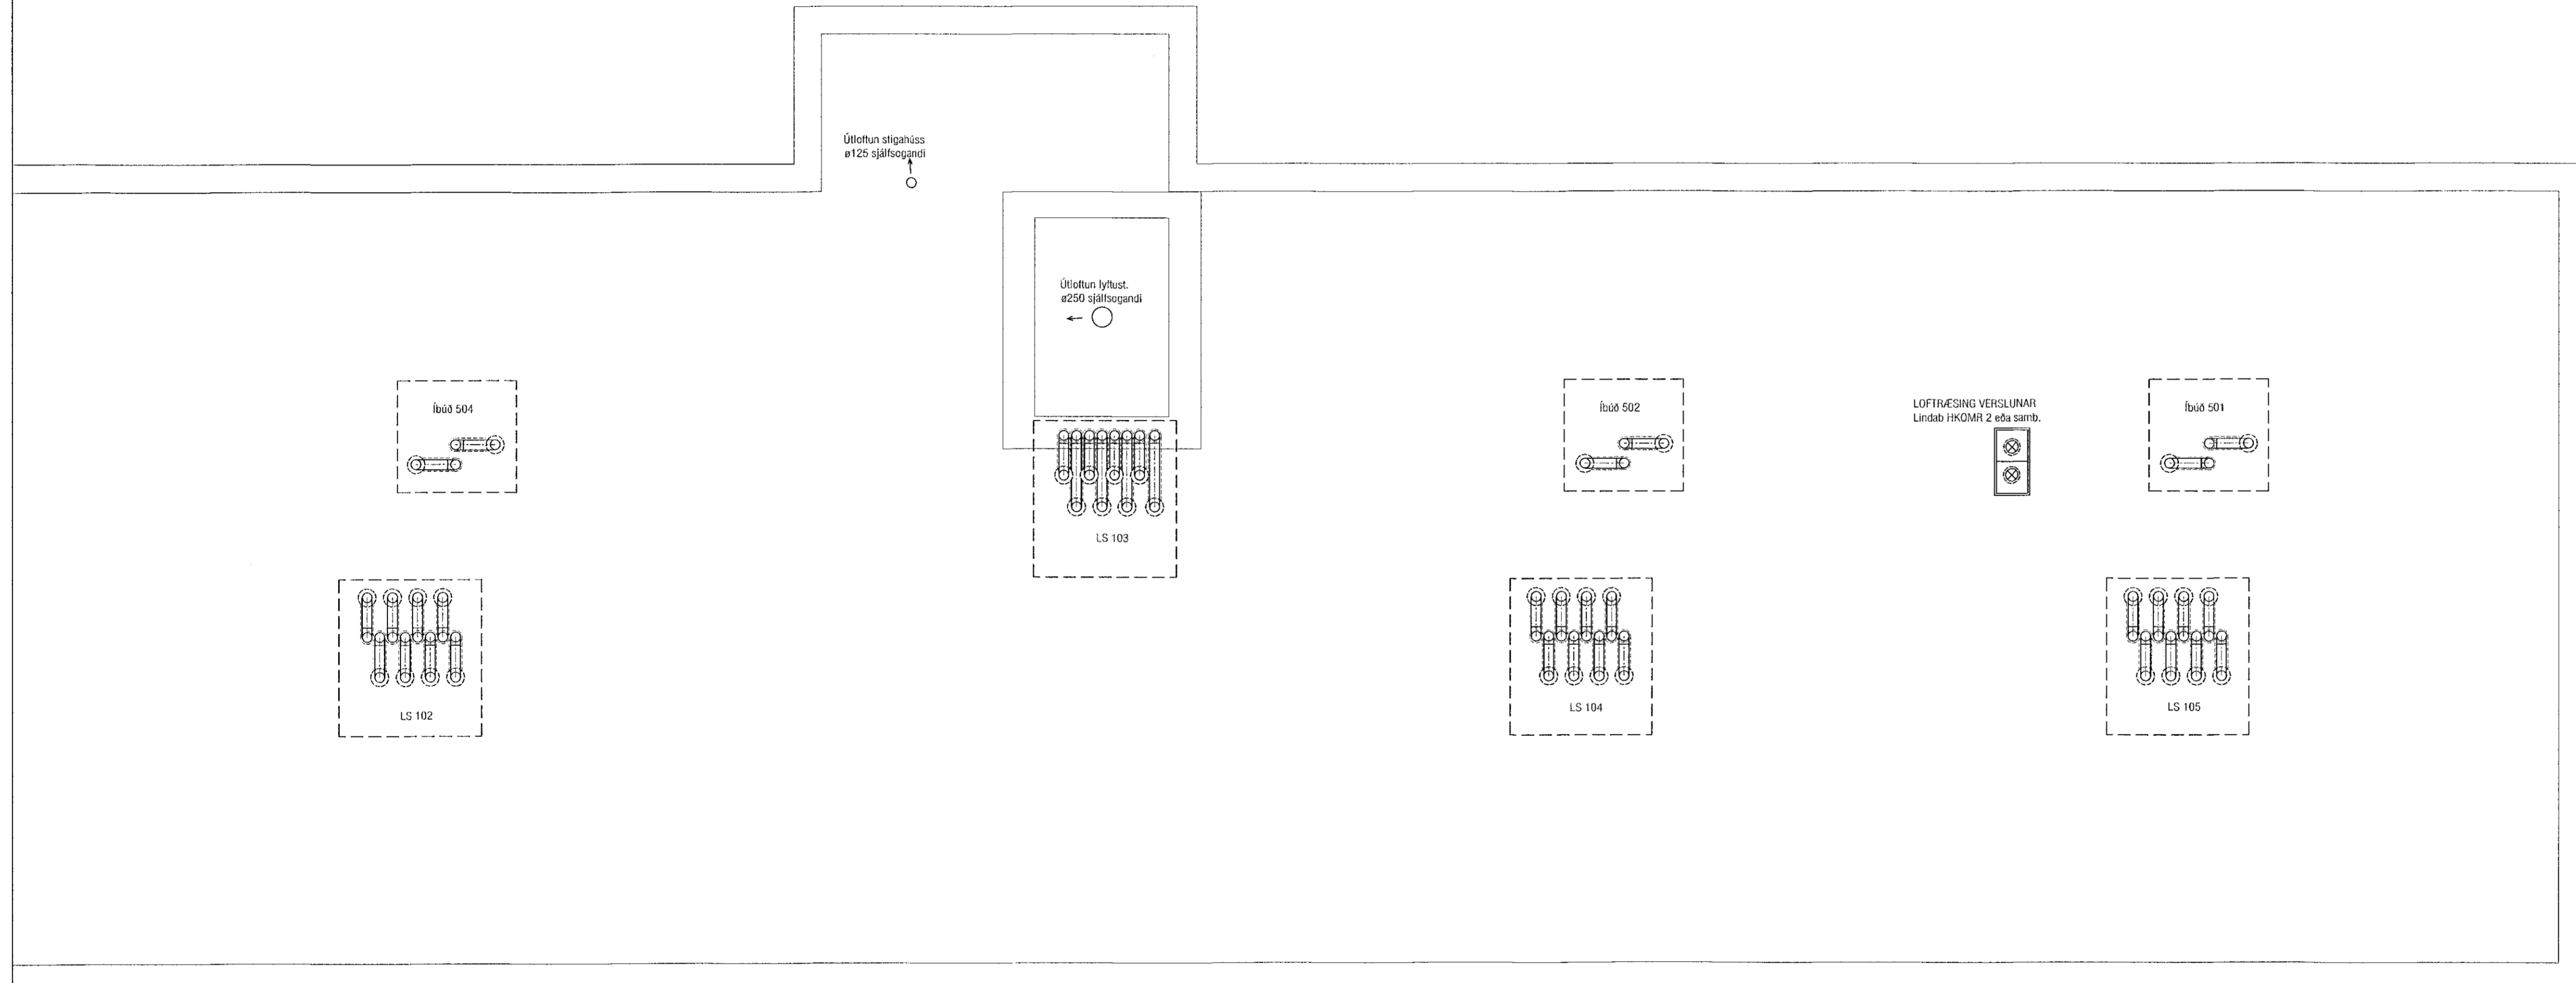 Útloftun stigahúss
ø125 sjálfsogandi
Útloftun lyftust.
ø250 sjálfsogandi
Íbúð 504
Íbúð 502
LOFTRÆSING VERSLUNAR
Lindab HKOMR 2 eða samb.
Íbúð 501
LS 103
LS 102
LS 104
LS 105